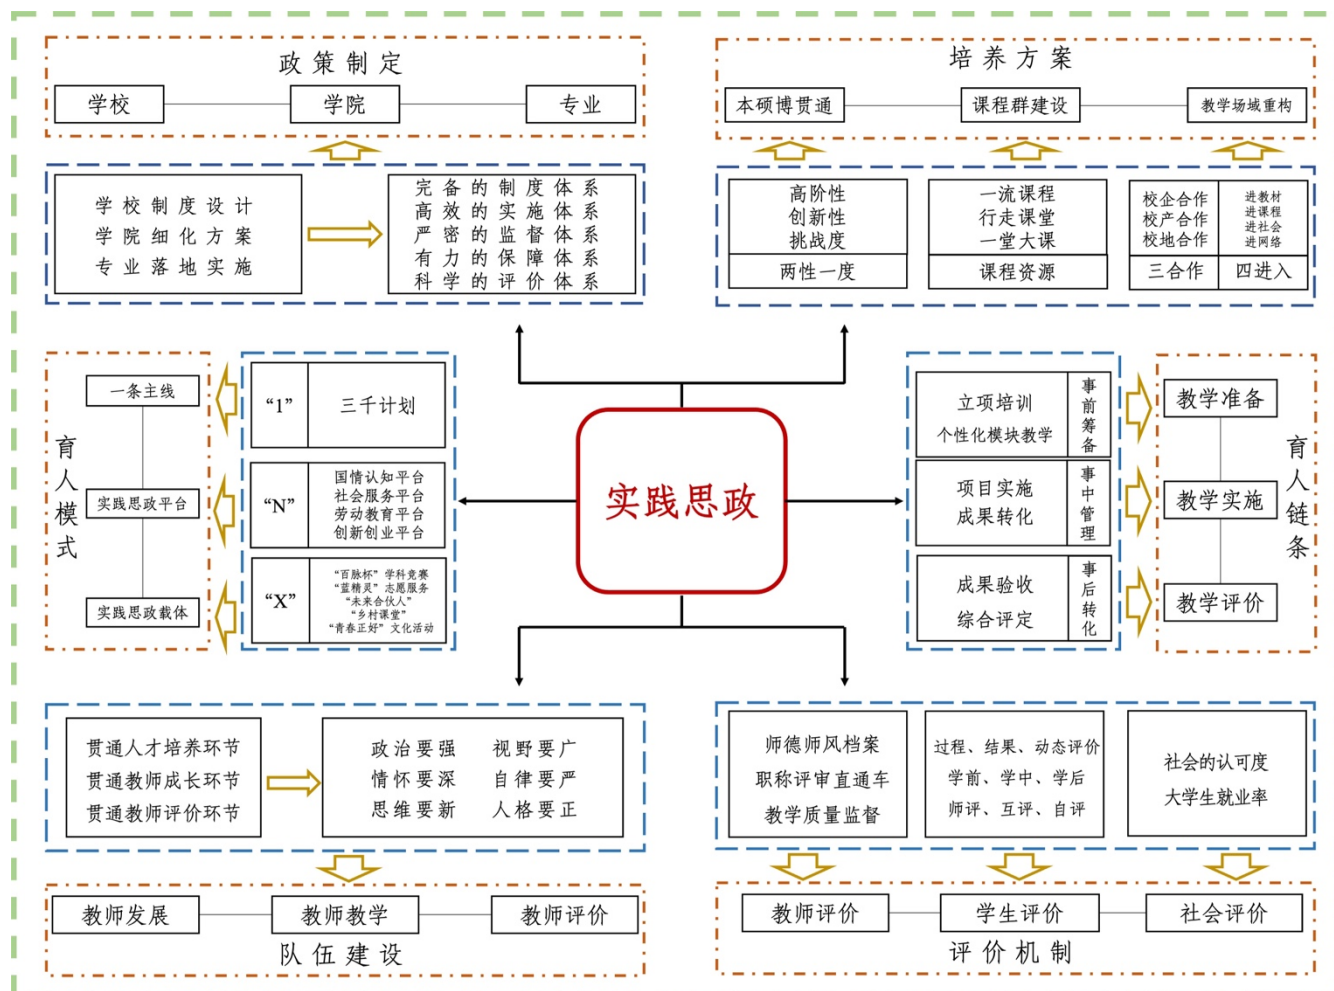 政策制定
学校
学院
专业
学校制度设计
学院细化方案
专业落地实施
完备的制度体系
高效的实施体系
严密的监督体系
有力的保障体系
科学的评价体系
培养方案
本硕博贯通
课程群建设
教学场域重构
高阶性
创新性
挑战度
两性一度
一流课程
行走课堂
一堂大课
课程资源
校企合作
校产合作
校地合作
三合作
进教材
进课程
进社会
进网络
四进入
育人模式
一条主线
实践思政平台
实践思政载体
“1”
三千计划
“N”
国情认知平台
社会服务平台
劳动教育平台
创新创业平台
“X”
“百脉杯”学科竞赛
“蓝精灵”志愿服务
“未来合伙人”
“乡村课堂”
“青春正好”文化活动
实践思政
立项培训
个性化模块教学
事前筹备
项目实施
成果转化
事中管理
成果验收
综合评定
事后转化
教学准备
教学实施
教学评价
育人链条
贯通人才培养环节
贯通教师成长环节
贯通教师评价环节
政治要强 视野要广
情怀要深 自律要严
思维要新 人格要正
教师发展
教师教学
教师评价
队伍建设
师德师风档案
职称评审直通车
教学质量监督
过程、结果、动态评价
学前、学中、学后
师评、互评、自评
社会的认可度
大学生就业率
教师评价
学生评价
社会评价
评价机制